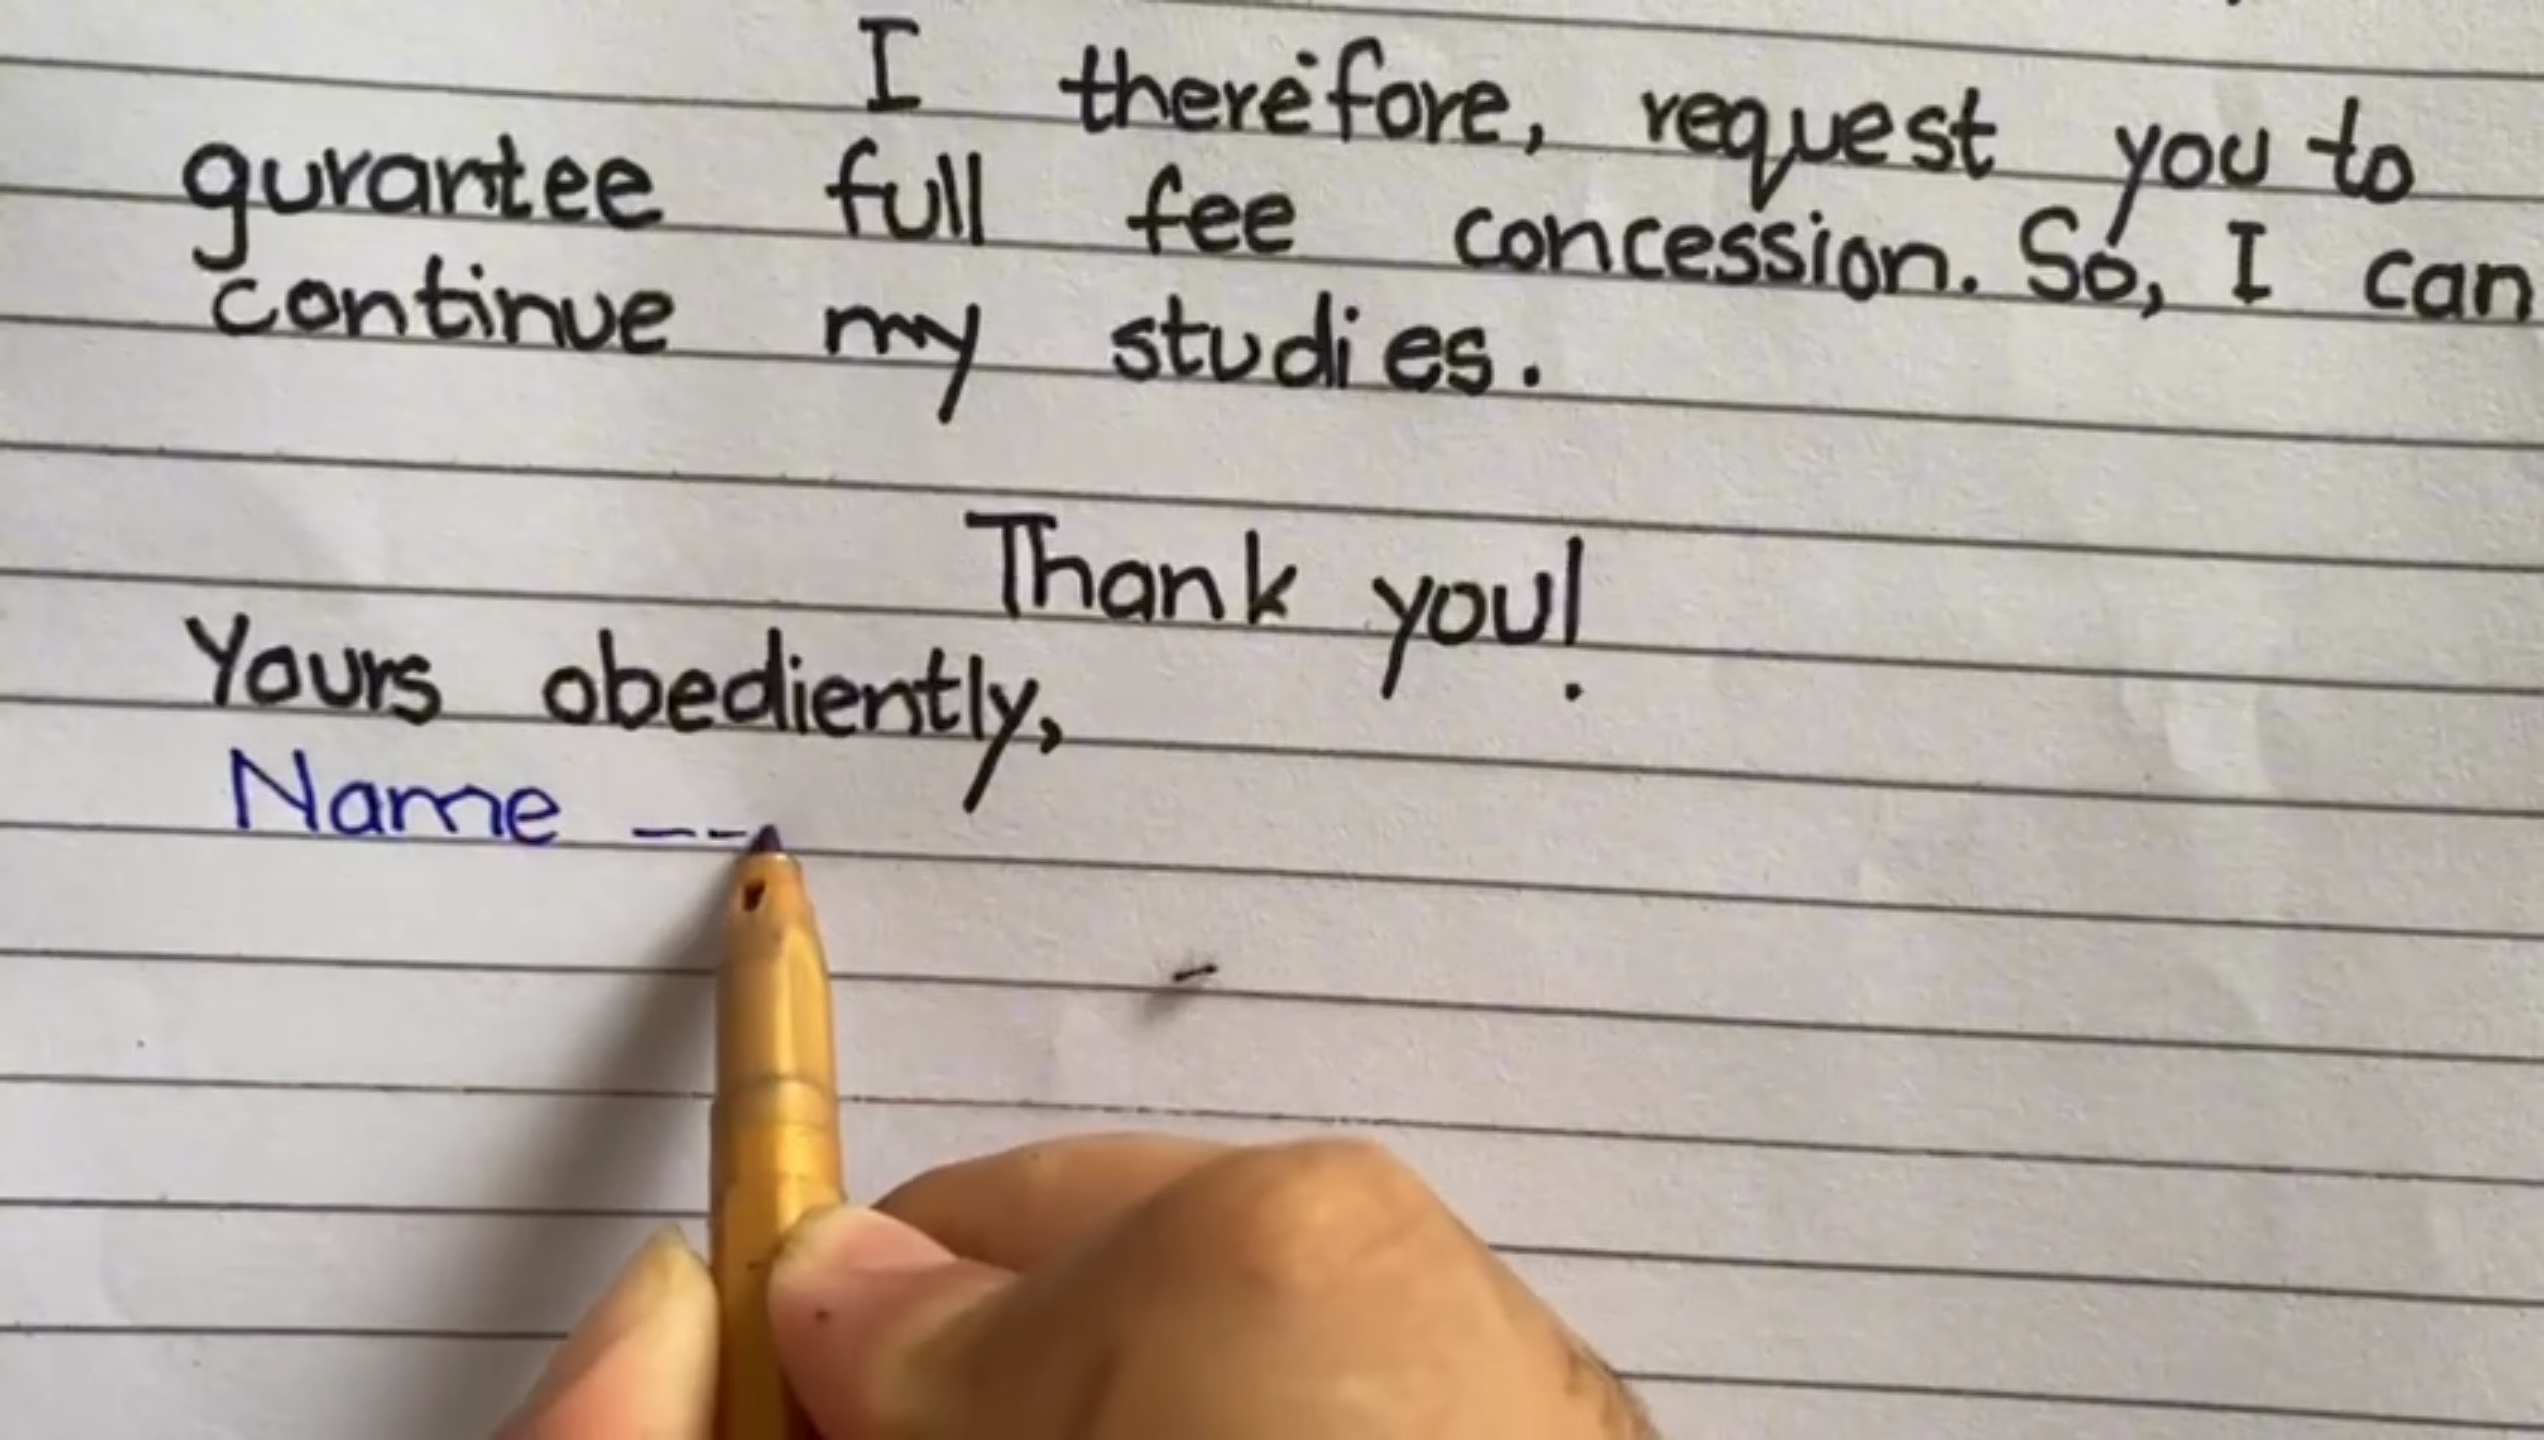 I therefore, request you to
gurantee full fee concession. So, I can
continue my studies.
Thank you!
Yours obediently,
Name ---